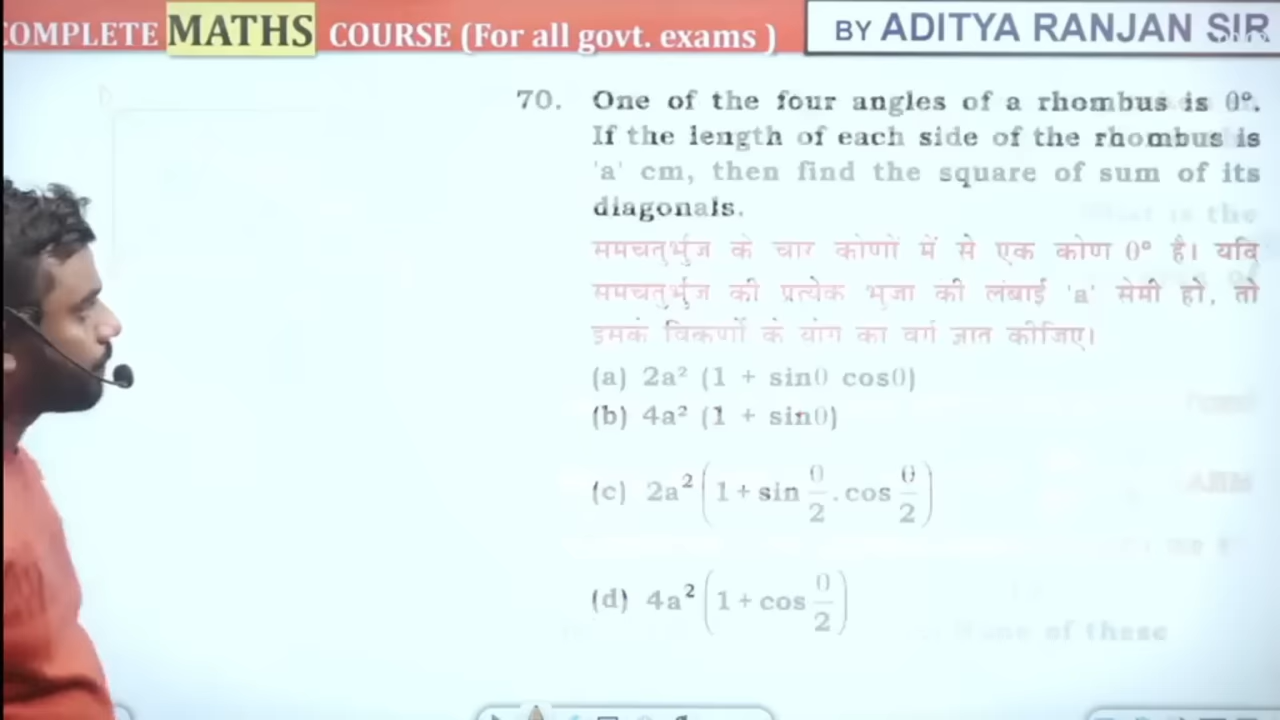 COMPLETE MATHS COURSE (For all govt. exams )
BY ADITYA RANJAN SIR
70. One of the four angles of a rhombus is θ°.
If the length of each side of the rhombus is
'a' cm, then find the square of sum of its
diagonals.
समचतुर्भुज के चार कोणों में से एक कोण θ° है। यदि
समचतुर्भुज की प्रत्येक भुजा की लंबाई 'a' सेमी हो, तो
इसके विकर्णों के योग का वर्ग ज्ञात कीजिए।
(a) 2a² (1 + sinθ cosθ)
(b) 4a² (1 + sinθ)
(c) 2a² (1 + sin θ/2 . cos θ/2)
(d) 4a² (1 + cos θ/2)